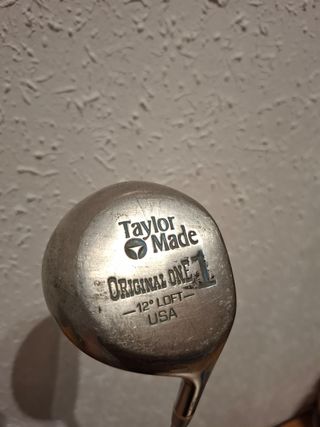 Taylor
Made
ORIGINAL ONE 1
—12° LOFT—
USA